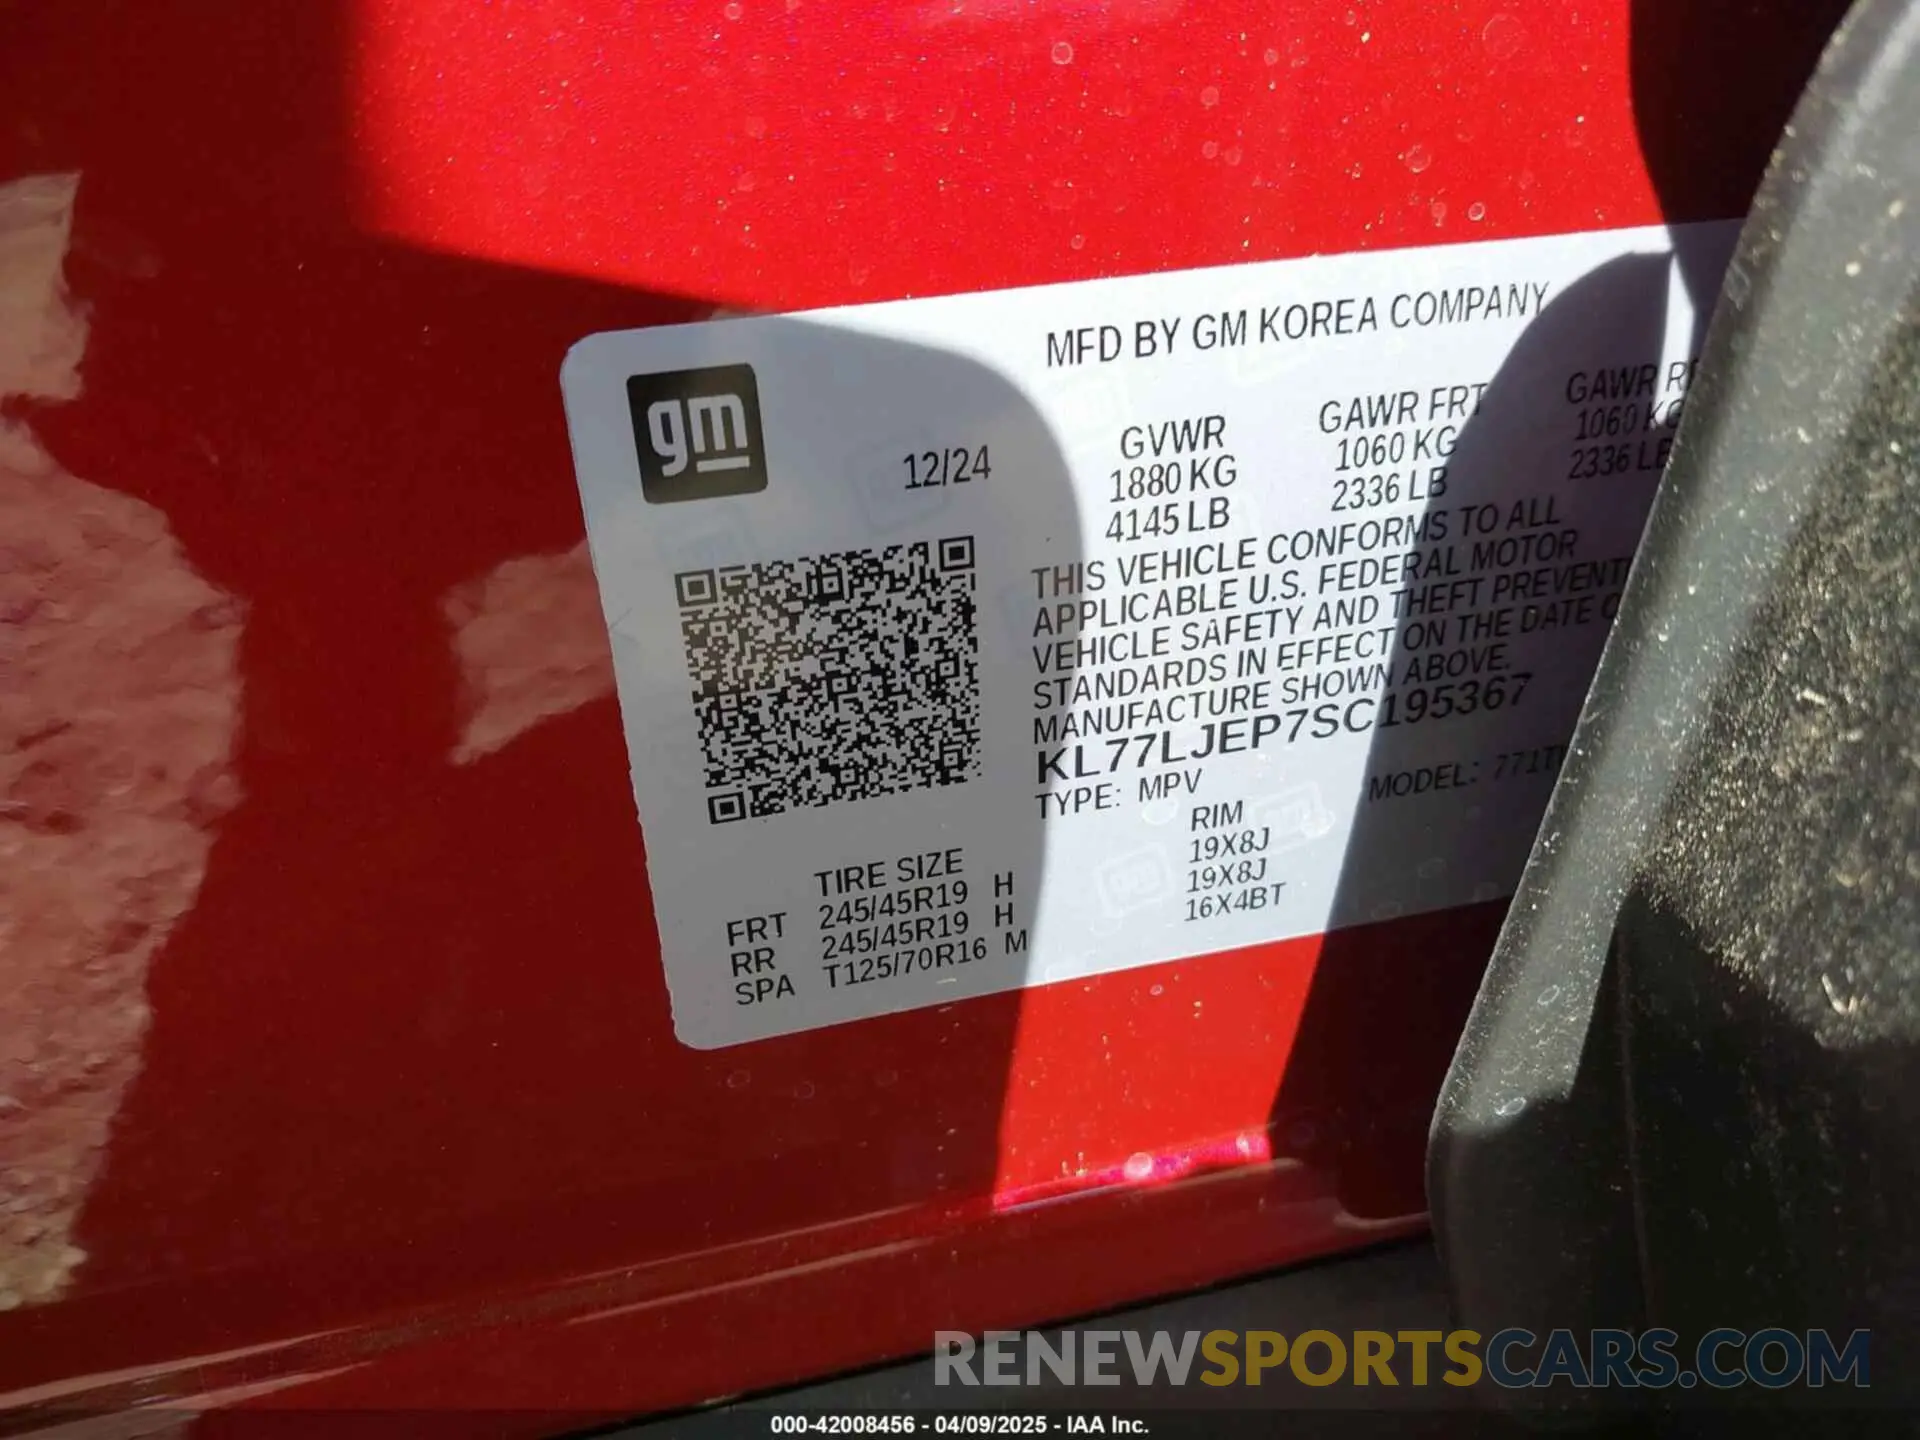 MFD BY GM KOREA COMPANY
gm
12/24
GVWR GAWR FRT GAWR
1880 KG 1060 KG 1060 KG
4145 LB 2336 LB 2336 LB
THIS VEHICLE CONFORMS TO ALL
APPLICABLE U.S. FEDERAL MOTOR
VEHICLE SAFETY AND THEFT
STANDARDS IN EFFECT ON THE DATE
MANUFACTURE SHOWN ABOVE.
KL77LJEP7SC195367
TYPE: MPV MODEL:
TIRE SIZE RIM
FRT 245/45R19 H 19X8J
RR 245/45R19 H 19X8J
SPA T125/70R16 M 16X4BT
RENEWSPORTSCARS.COM
000-42008456 - 04/09/2025 - IAA Inc.